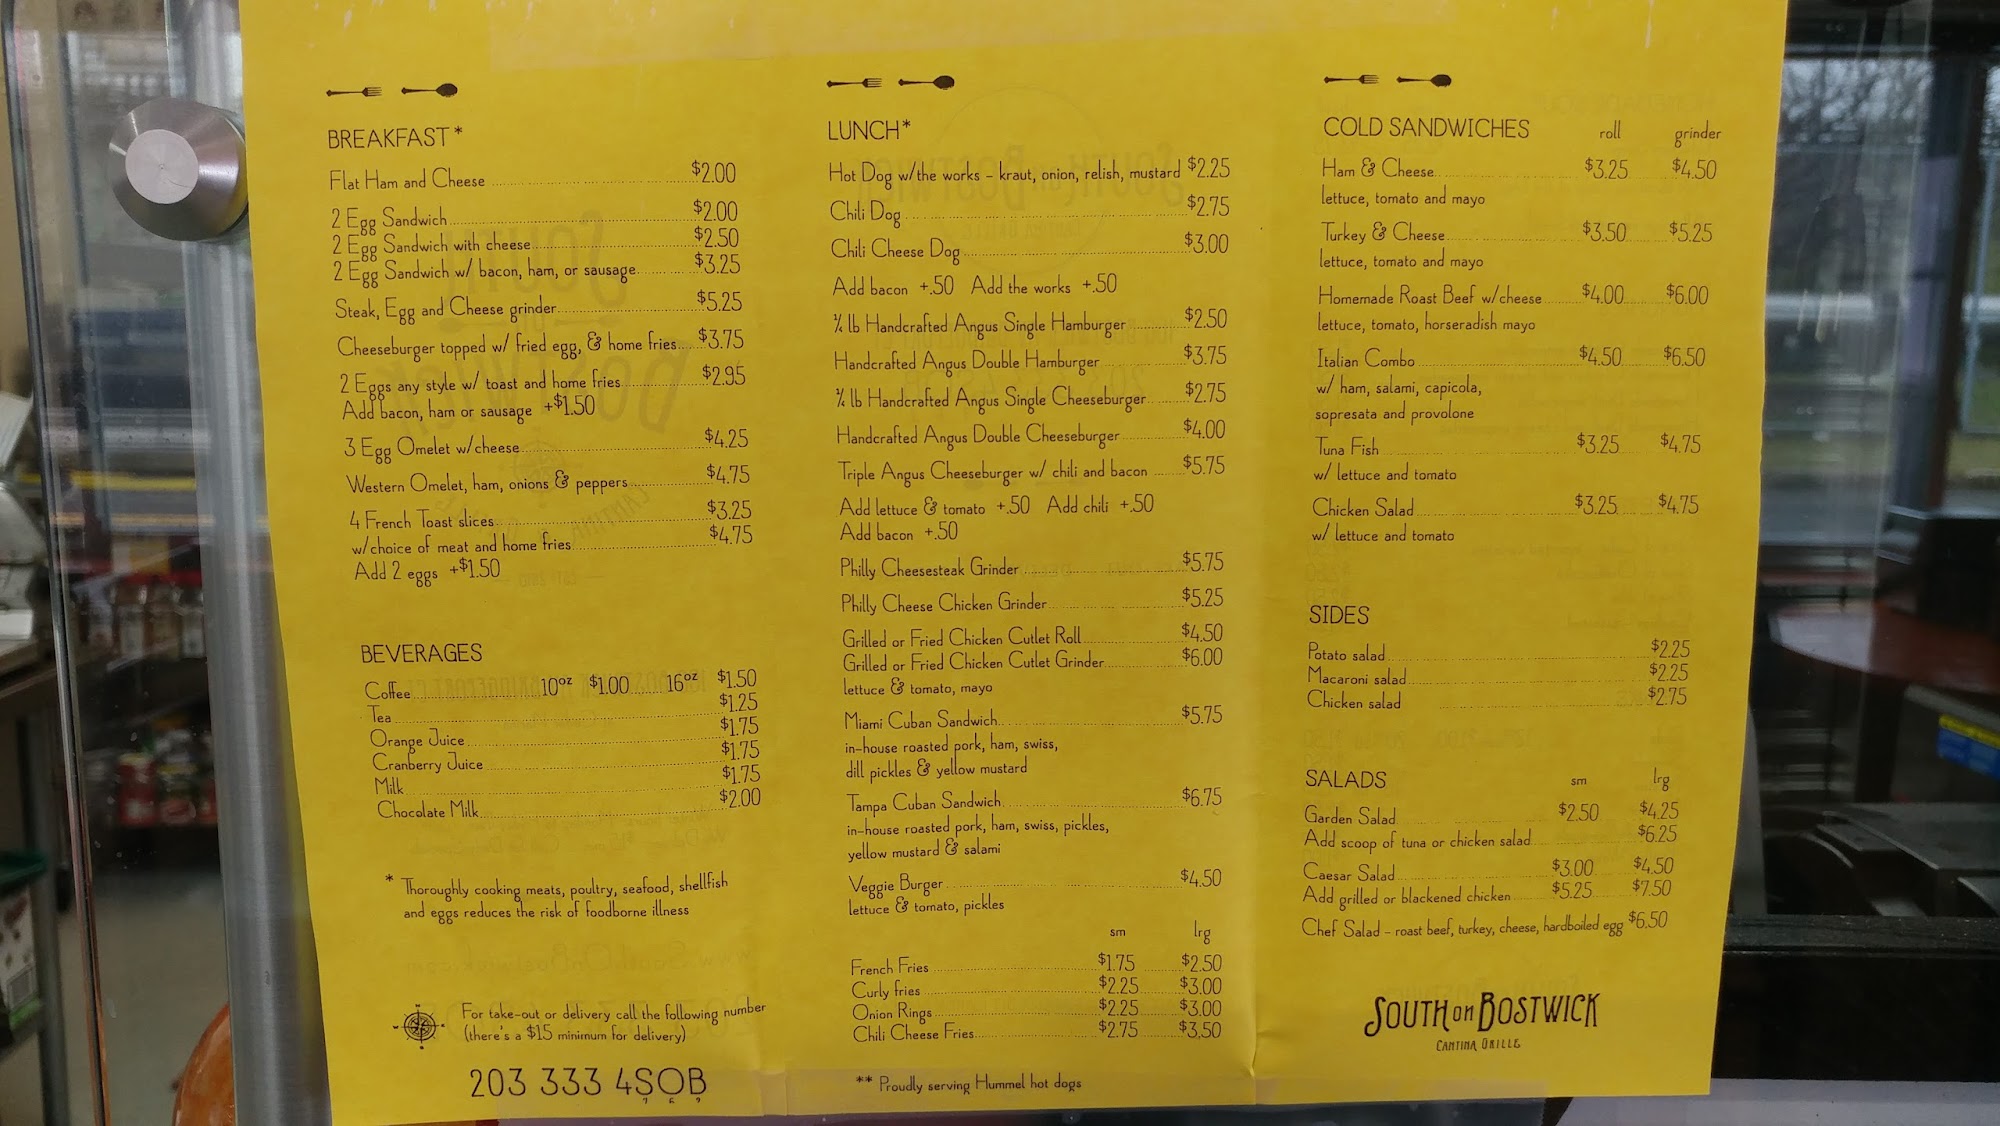 BREAKFAST*
Flat Ham and Cheese $2.00
2 Egg Sandwich $2.00
2 Egg Sandwich with cheese $2.50
2 Egg Sandwich w/ bacon, ham, or sausage $3.25
Steak, Egg and Cheese grinder $5.25
Cheeseburger topped w/ fried egg, & home fries $3.75
2 Eggs any style w/ toast and home fries $2.95
Add bacon, ham or sausage +$1.50
3 Egg Omelet w/cheese $4.25
Western Omelet, ham, onions & peppers $4.75
4 French Toast slices $3.25
w/choice of meat and home fries $4.75
Add 2 eggs +$1.50
BEVERAGES
Coffee 10oz $1.00 16oz $1.50
Tea $1.25
Orange Juice $1.75
Cranberry Juice $1.75
Milk $1.75
Chocolate Milk $2.00
* Thoroughly cooking meats, poultry, seafood, shellfish
and eggs reduces the risk of foodborne illness
For take-out or delivery call the following number
(there's a $15 minimum for delivery)
203 333 4SOB
7 6 2
LUNCH*
Hot Dog w/the works - kraut, onion, relish, mustard $2.25
Chili Dog $2.75
Chili Cheese Dog $3.00
Add bacon +.50 Add the works +.50
¼ lb Handcrafted Angus Single Hamburger $2.50
Handcrafted Angus Double Hamburger $3.75
¼ lb Handcrafted Angus Single Cheeseburger $2.75
Handcrafted Angus Double Cheeseburger $4.00
Triple Angus Cheeseburger w/ chili and bacon $5.75
Add lettuce & tomato +.50 Add chili +.50
Add bacon +.50
Philly Cheesesteak Grinder $5.75
Philly Cheese Chicken Grinder $5.25
Grilled or Fried Chicken Cutlet Roll $4.50
Grilled or Fried Chicken Cutlet Grinder $6.00
lettuce & tomato, mayo
Miami Cuban Sandwich $5.75
in-house roasted pork, ham, swiss,
dill pickles & yellow mustard
Tampa Cuban Sandwich $6.75
in-house roasted pork, ham, swiss, pickles,
yellow mustard & salami
Veggie Burger $4.50
lettuce & tomato, pickles
sm lrg
French Fries $1.75 $2.50
Curly fries $2.25 $3.00
Onion Rings $2.25 $3.00
Chili Cheese Fries $2.75 $3.50
** Proudly serving Hummel hot dogs
COLD SANDWICHES roll grinder
Ham & Cheese $3.25 $4.50
lettuce, tomato and mayo
Turkey & Cheese $3.50 $5.25
lettuce, tomato and mayo
Homemade Roast Beef w/cheese $4.00 $6.00
lettuce, tomato, horseradish mayo
Italian Combo $4.50 $6.50
w/ ham, salami, capicola,
sopresata and provolone
Tuna Fish $3.25 $4.75
w/ lettuce and tomato
Chicken Salad $3.25 $4.75
w/ lettuce and tomato
SIDES
Potato salad $2.25
Macaroni salad $2.25
Chicken salad $2.75
SALADS sm lrg
Garden Salad $2.50 $4.25
Add scoop of tuna or chicken salad $6.25
Caesar Salad $3.00 $4.50
Add grilled or blackened chicken $5.25 $7.50
Chef Salad - roast beef, turkey, cheese, hardboiled egg $6.50
SOUTH on BOSTWICK
CANTINA GRILLE